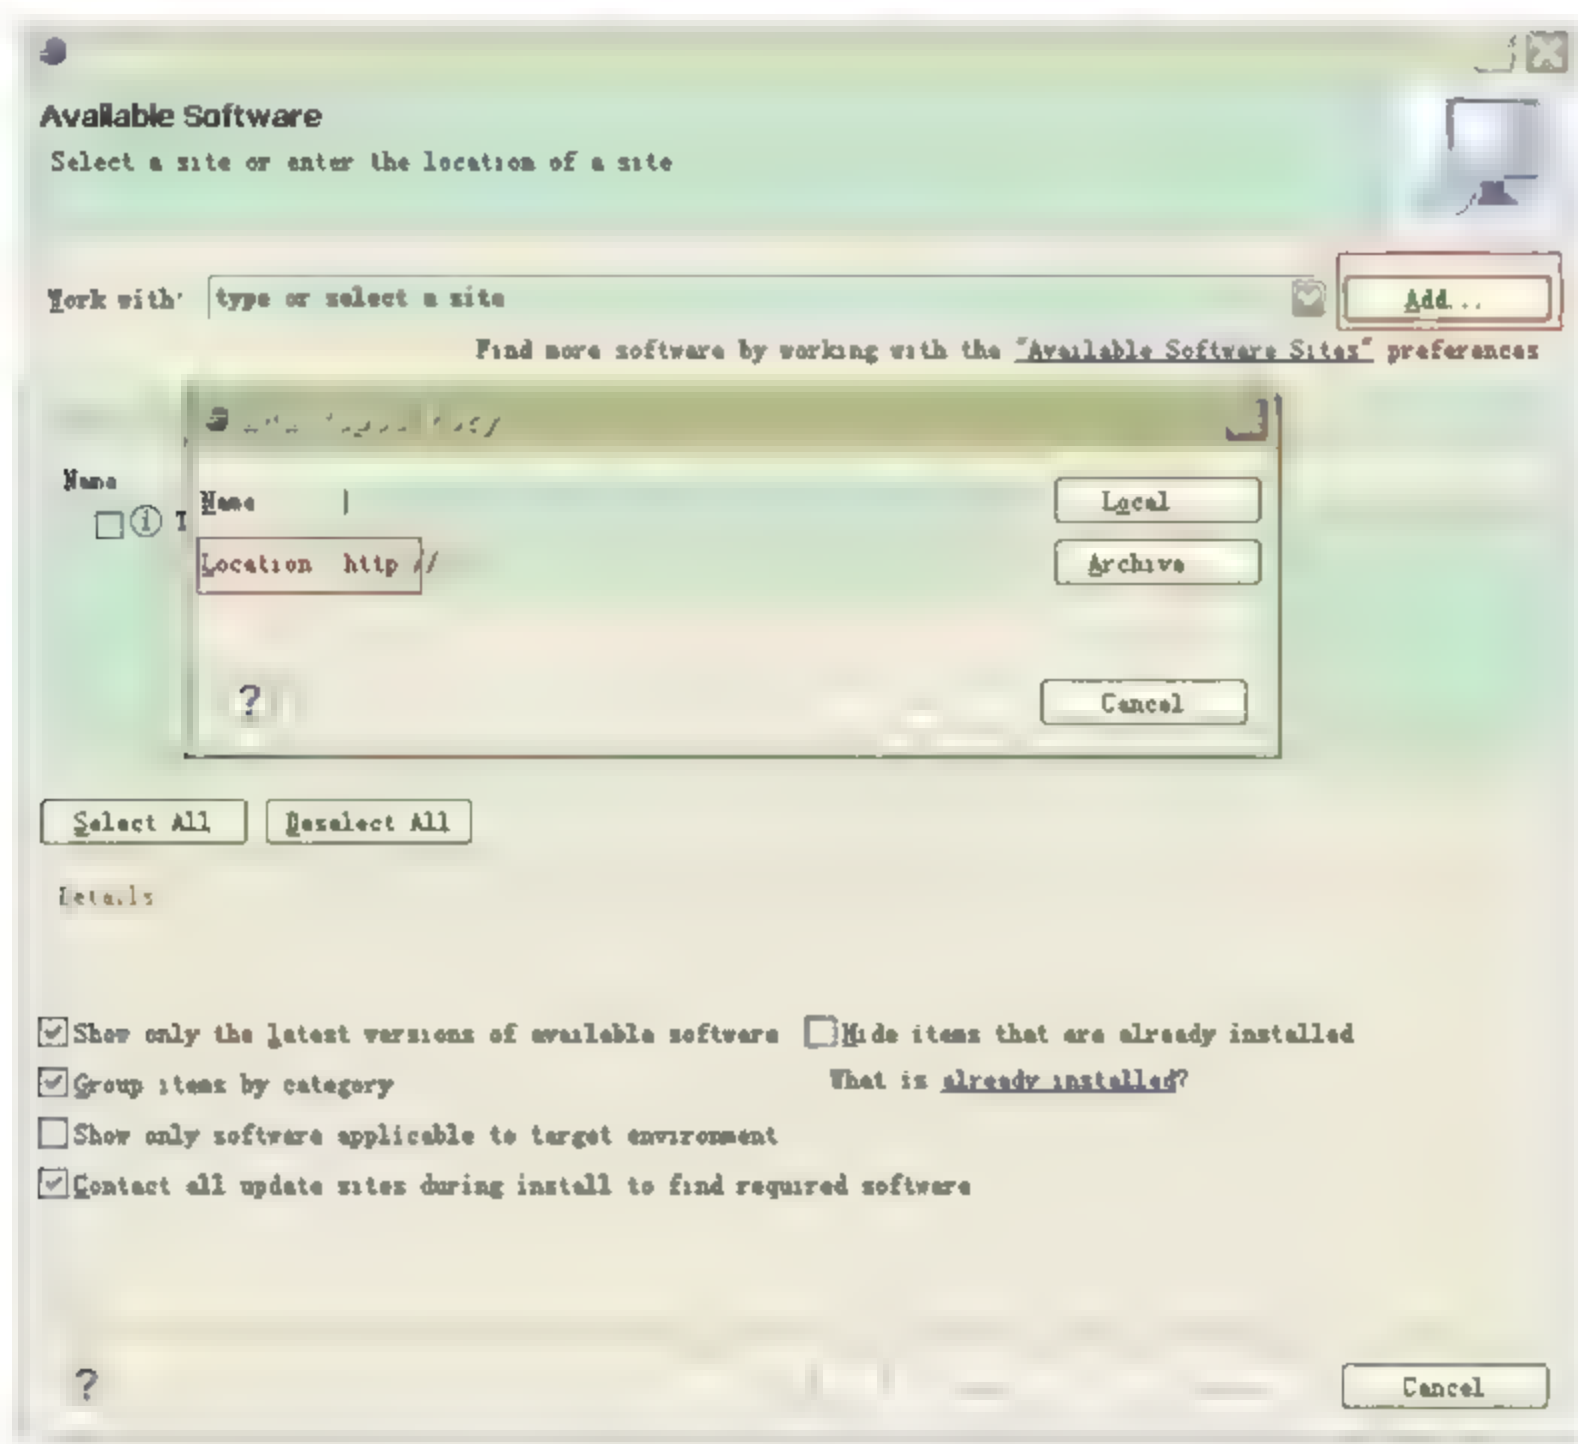 Available Software
Select a site or enter the location of a site
Work with: type or select a site Add...
Find more software by working with the "Available Software Sites" preferences
Name
Name Local
Location http // Archive
? Cancel
Select All Deselect All
Details
Show only the latest versions of available software Hide items that are already installed
Group items by category What is already installed?
Show only software applicable to target environment
Contact all update sites during install to find required software
? Cancel